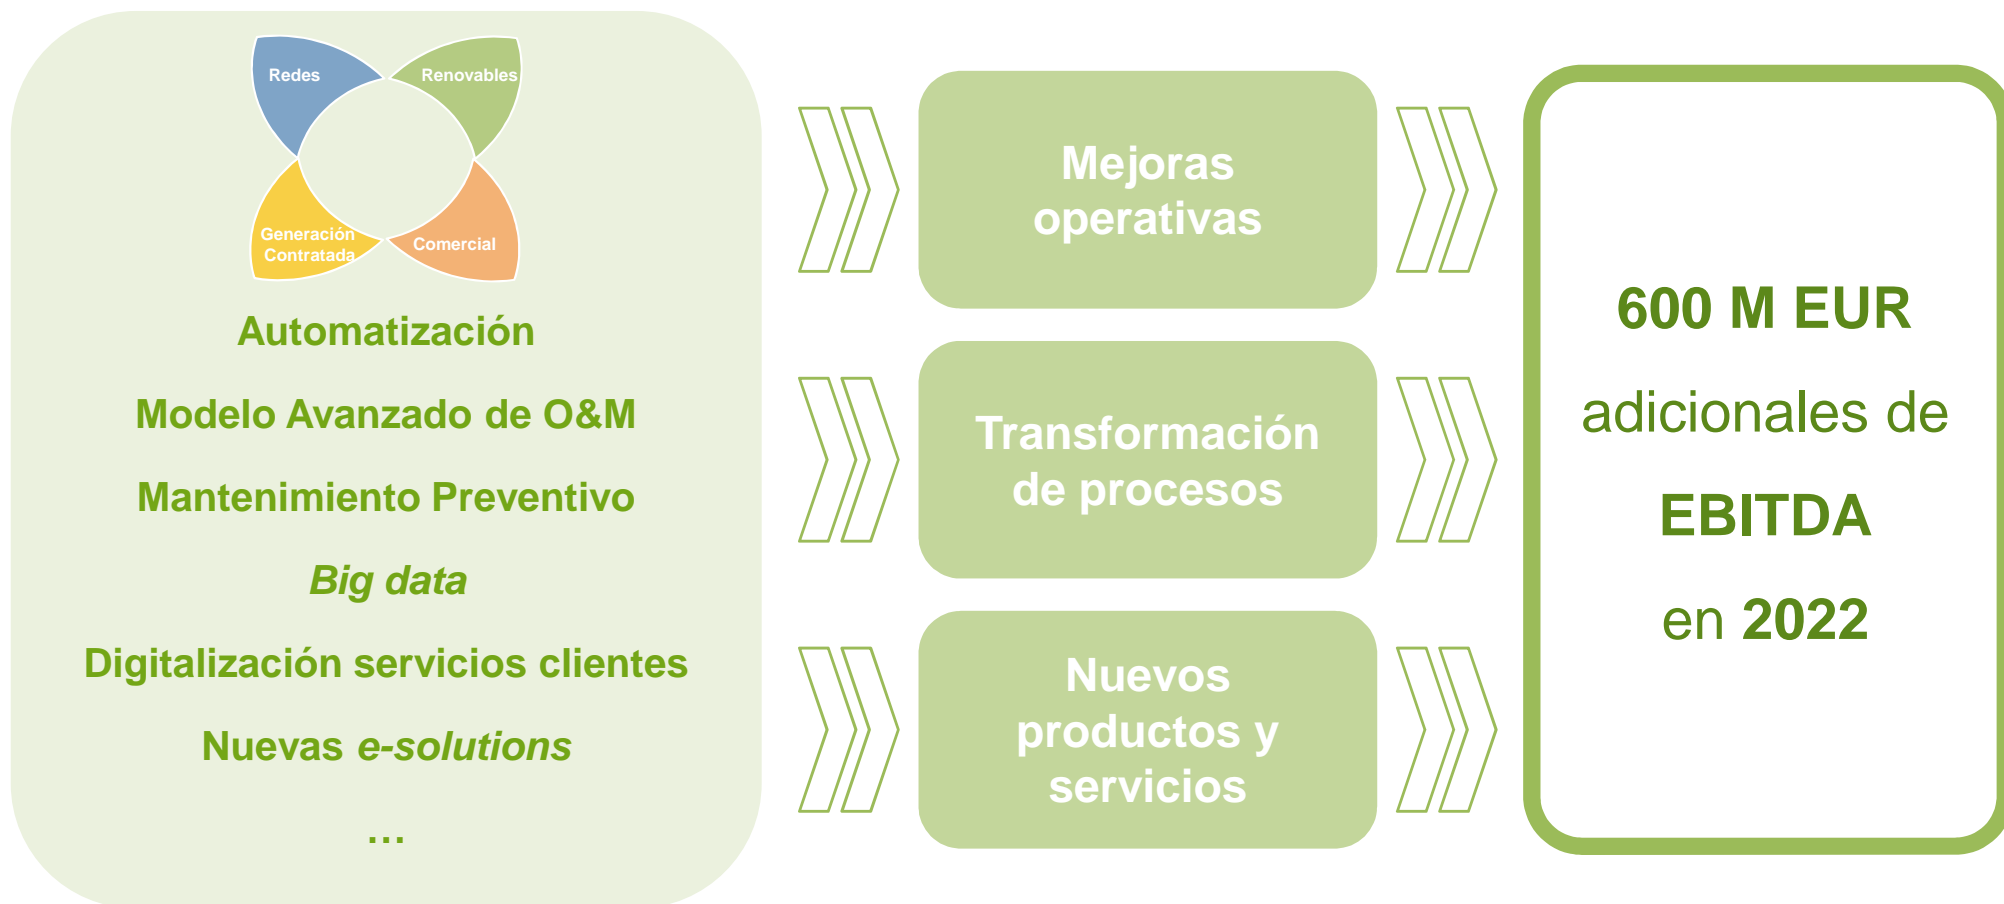 Redes
Renovables
Generación
Contratada
Comercial
Automatización
Modelo Avanzado de O&M
Mantenimiento Preventivo
Big data
Digitalización servicios clientes
Nuevas e-solutions
…
Mejoras
operativas
Transformación
de procesos
Nuevos
productos y
servicios
600 M EUR
adicionales de
EBITDA
en 2022